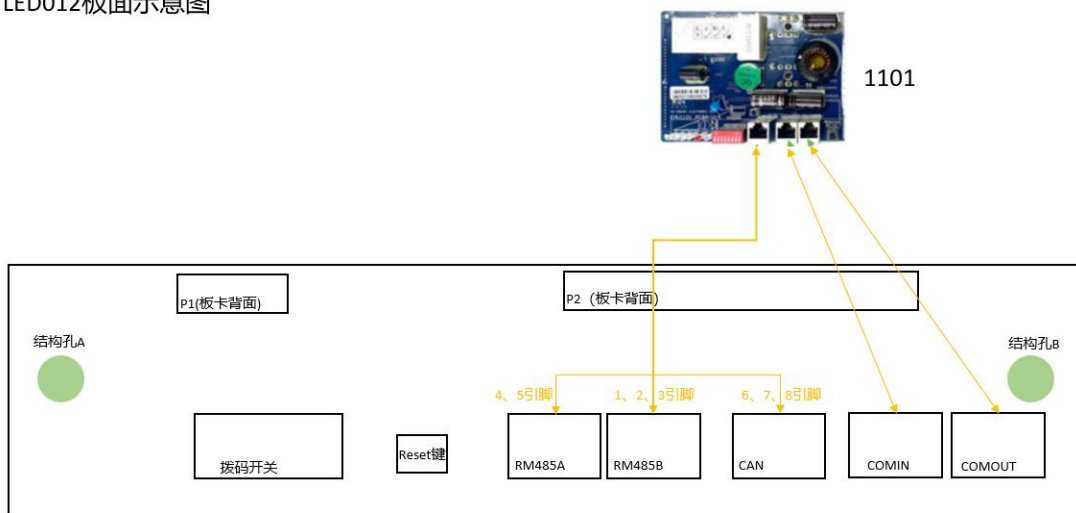 LED012板面示意图
1101
P1(板卡背面)
P2（板卡背面)
结构孔A
结构孔B
4、5引脚
1、2、3引脚
6、7、8引脚
拨码开关
Reset键
RM485A
RM485B
CAN
COMIN
COMOUT